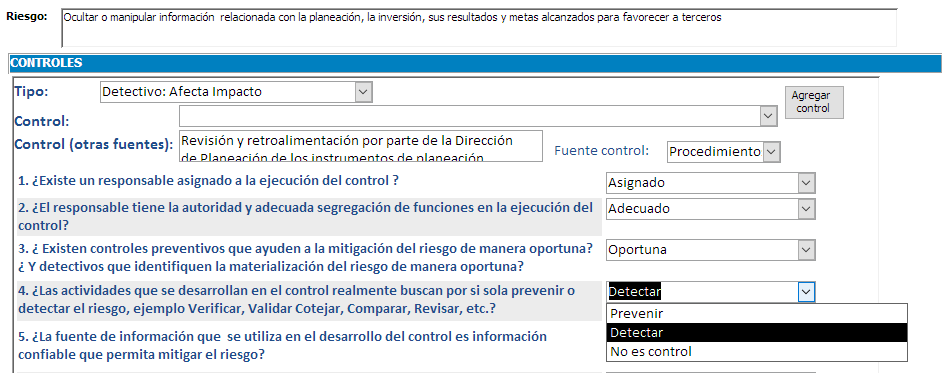 Riesgo: Ocultar o manipular información relacionada con la planeación, la inversión, sus resultados y metas alcanzados para favorecer a terceros
CONTROLES
Tipo: Detectivo: Afecta Impacto
Agregar
control
Control:
Control (otras fuentes): Revisión y retroalimentación por parte de la Dirección
de Planeación de los instrumentos de planeación
Fuente control: Procedimiento
1. ¿Existe un responsable asignado a la ejecución del control ? Asignado
2. ¿El responsable tiene la autoridad y adecuada segregación de funciones en la ejecución del
control?
Adecuado
3. ¿ Existen controles preventivos que ayuden a la mitigación del riesgo de manera oportuna?
¿ Y detectivos que identifiquen la materialización del riesgo de manera oportuna?
Oportuna
4. ¿Las actividades que se desarrollan en el control realmente buscan por si sola prevenir o
detectar el riesgo, ejemplo Verificar, Validar Cotejar, Comparar, Revisar, etc.?
Detectar
Prevenir
Detectar
No es control
5. ¿La fuente de información que se utiliza en el desarrollo del control es información
confiable que permita mitigar el riesgo?